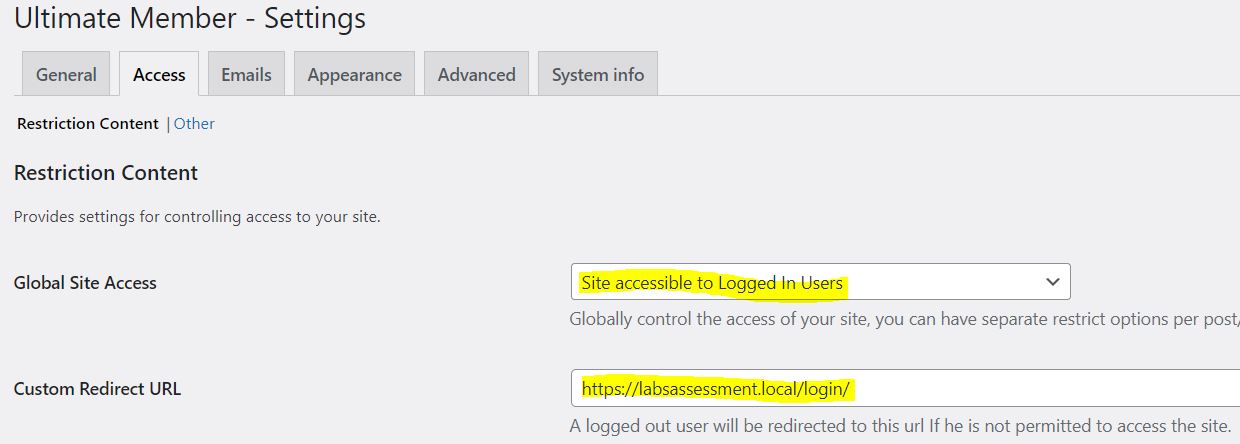 Ultimate Member - Settings
General Access Emails Appearance Advanced System info
Restriction Content | Other
Restriction Content
Provides settings for controlling access to your site.
Global Site Access Site accessible to Logged In Users
Globally control the access of your site, you can have separate restrict options per post/
Custom Redirect URL https://labsassessment.local/login/
A logged out user will be redirected to this url If he is not permitted to access the site.